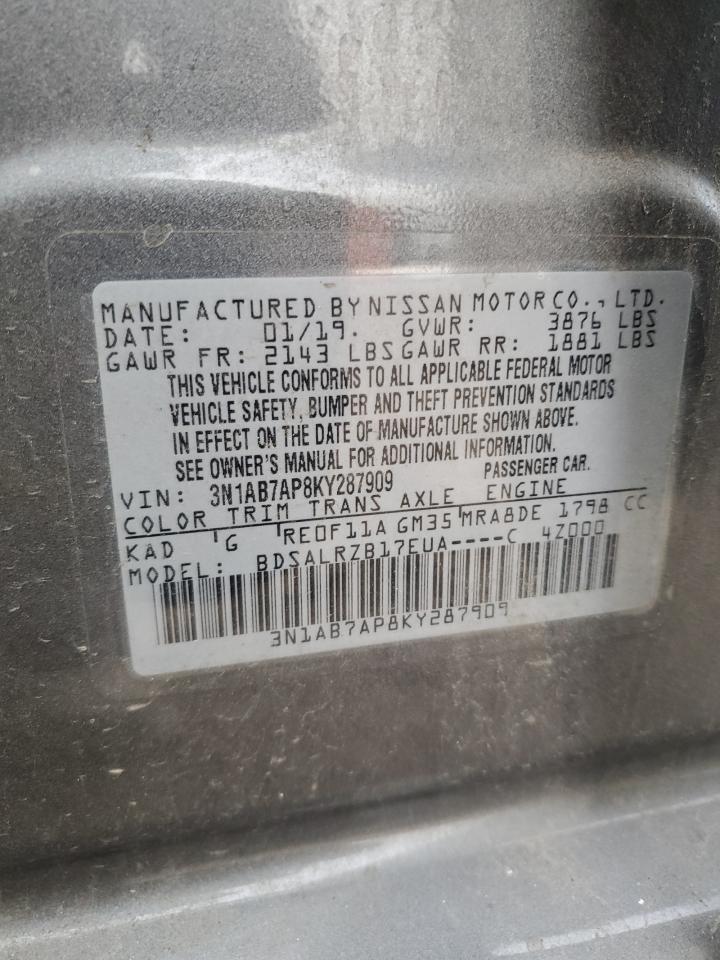 MANUFACTURED BY NISSAN MOTOR CO., LTD.
DATE: 01/19. GVWR: 3876 LBS
GAWR FR: 2143 LBS GAWR RR: 1881 LBS
THIS VEHICLE CONFORMS TO ALL APPLICABLE FEDERAL MOTOR
VEHICLE SAFETY, BUMPER AND THEFT PREVENTION STANDARDS
IN EFFECT ON THE DATE OF MANUFACTURE SHOWN ABOVE.
SEE OWNER'S MANUAL FOR ADDITIONAL INFORMATION.
VIN: 3N1AB7AP8KY287909 PASSENGER CAR.
COLOR TRIM TRANS AXLE ENGINE
KAD G RE0F11A GM35 MRA8DE 1798 CC
MODEL: BDSALRZB17EUA----C 4Z000
3N1AB7AP8KY287909